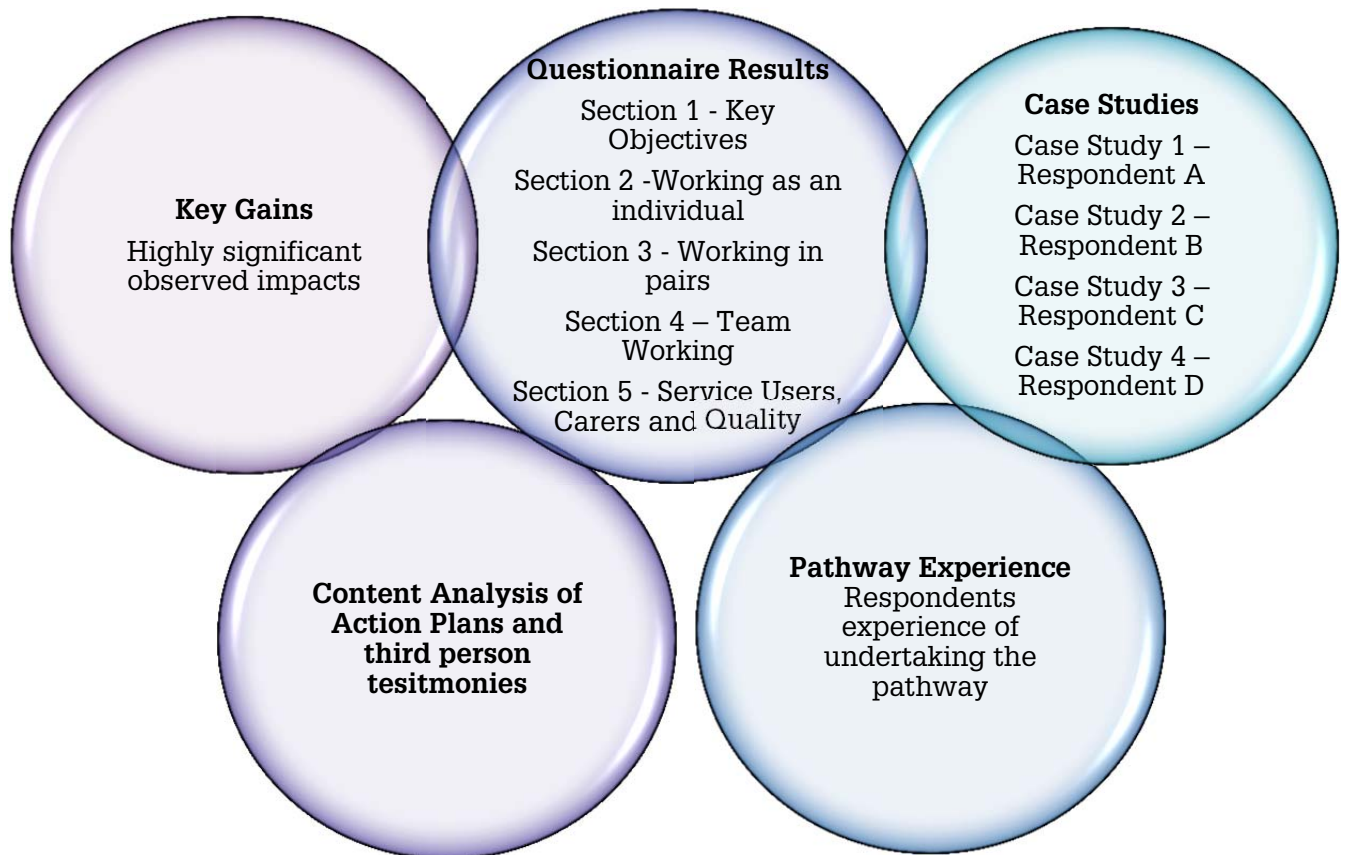 Key Gains
Highly significant
observed impacts
Questionnaire Results
Section 1 - Key
Objectives
Section 2 -Working as an
individual
Section 3 - Working in
pairs
Section 4 – Team
Working
Section 5 - Service Users,
Carers and Quality
Case Studies
Case Study 1 –
Respondent A
Case Study 2 –
Respondent B
Case Study 3 –
Respondent C
Case Study 4 –
Respondent D
Content Analysis of
Action Plans and
third person
tesitmonies
Pathway Experience
Respondents
experience of
undertaking the
pathway